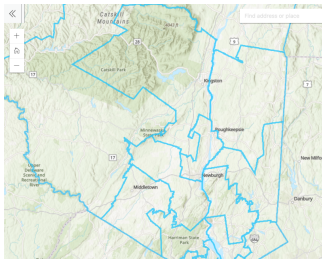 Catskill
Mountains
Find address or place
28
9
17
Catskill Park
Kingston
Minnewaska
State Park
Poughkeepsie
17
Upper
Delaware
Scenic and
Recreational
River
New Milford
Middletown
Newburgh
Danbury
Harriman State
Park